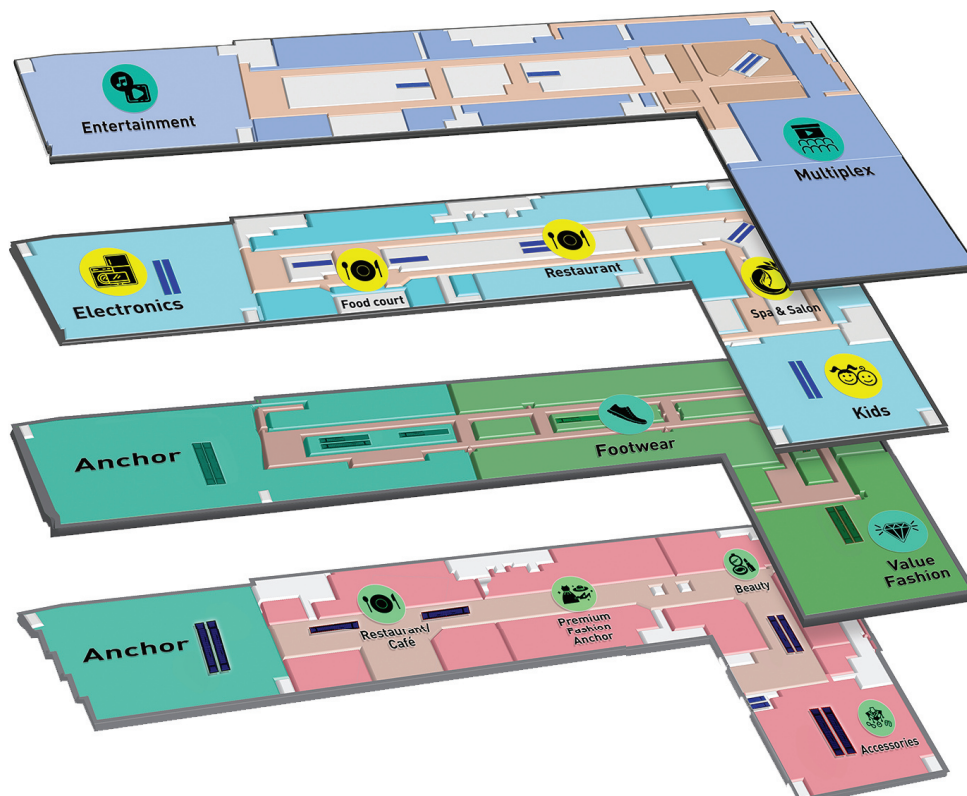 Entertainment
Multiplex
Electronics
Food court
Restaurant
Spa & Salon
Kids
Anchor
Footwear
Value
Fashion
Anchor
Restaurant/
Café
Premium
Fashion
Anchor
Beauty
Accessories